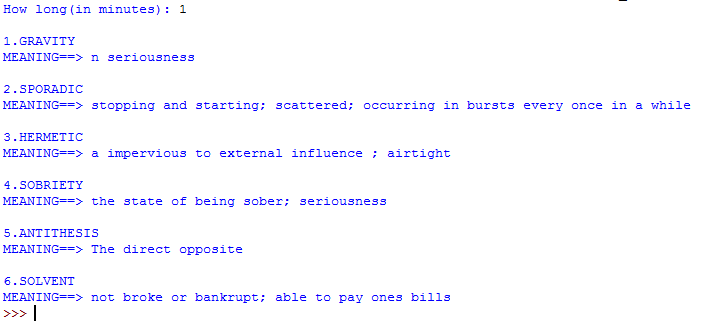 How long(in minutes): 1
1.GRAVITY
MEANING==> n seriousness
2.SPORADIC
MEANING==> stopping and starting; scattered; occurring in bursts every once in a while
3.HERMETIC
MEANING==> a impervious to external influence ; airtight
4.SOBRIETY
MEANING==> the state of being sober; seriousness
5.ANTITHESIS
MEANING==> The direct opposite
6.SOLVENT
MEANING==> not broke or bankrupt; able to pay ones bills
>>>